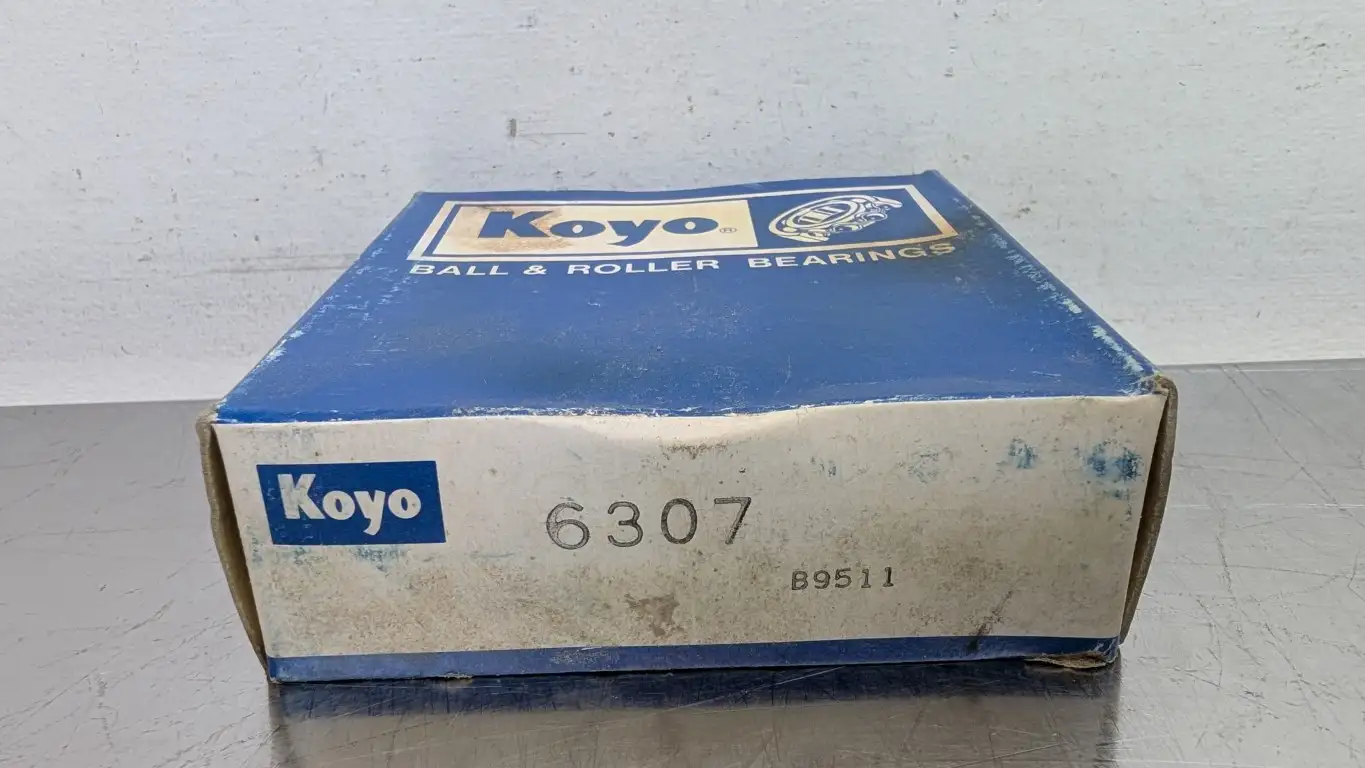 Koyo®
BALL & ROLLER BEARINGS
Koyo
6307
B9511